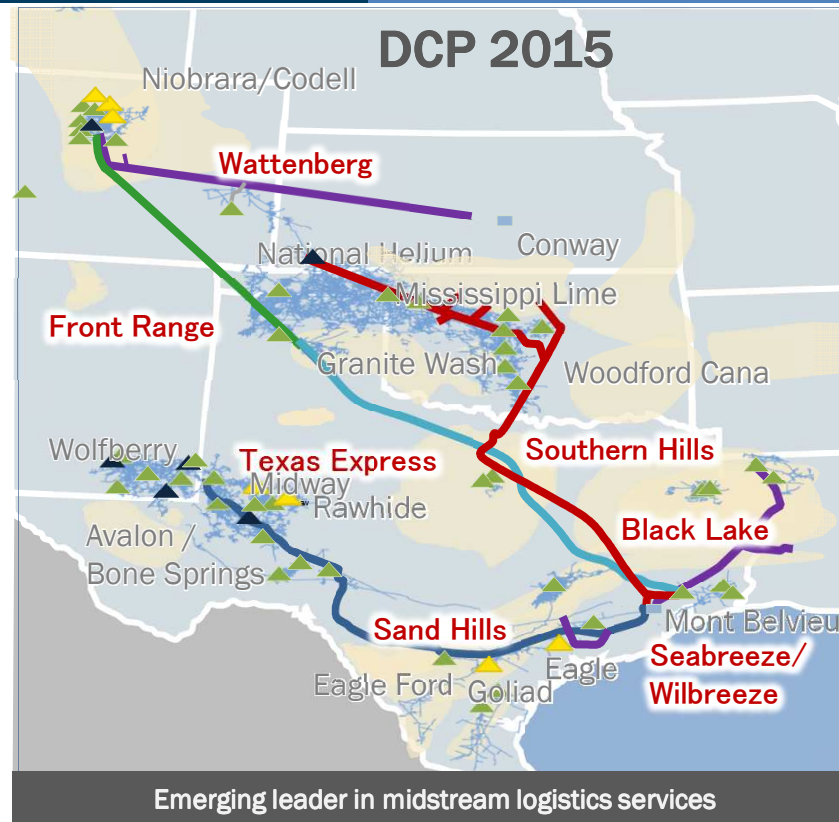 DCP 2015
Niobrara/Codell
Wattenberg
National Helium
Conway
Mississippi Lime
Front Range
Granite Wash
Woodford Cana
Wolfberry
Texas Express
Southern Hills
Midway
Rawhide
Black Lake
Avalon /
Bone Springs
Sand Hills
Mont Belvieu
Eagle
Seabreeze/
Eagle Ford
Goliad
Wilbreeze
Emerging leader in midstream logistics services